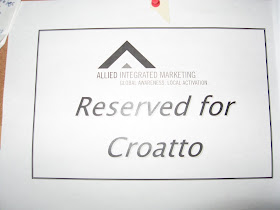 ALLIED INTEGRATED MARKETING
GLOBAL AWARENESS. LOCAL ACTIVATION.
Reserved for
Croatto